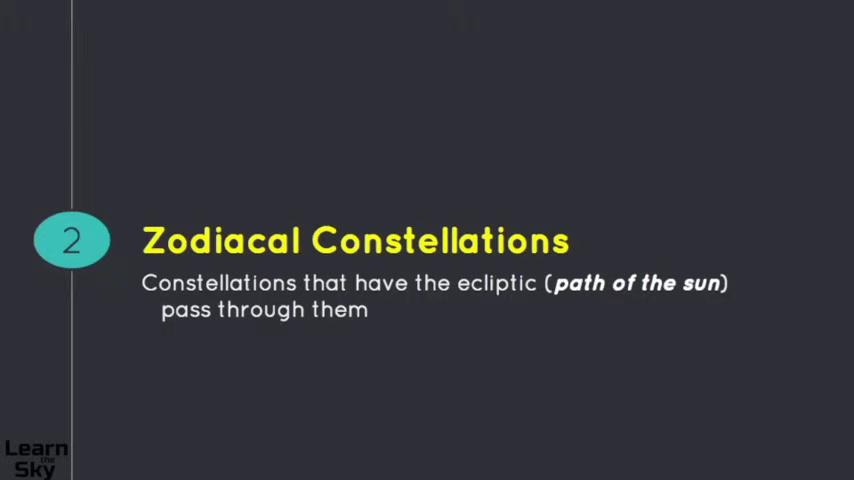 2
Zodiacal Constellations
Constellations that have the ecliptic (path of the sun)
pass through them
Learn
the
Sky